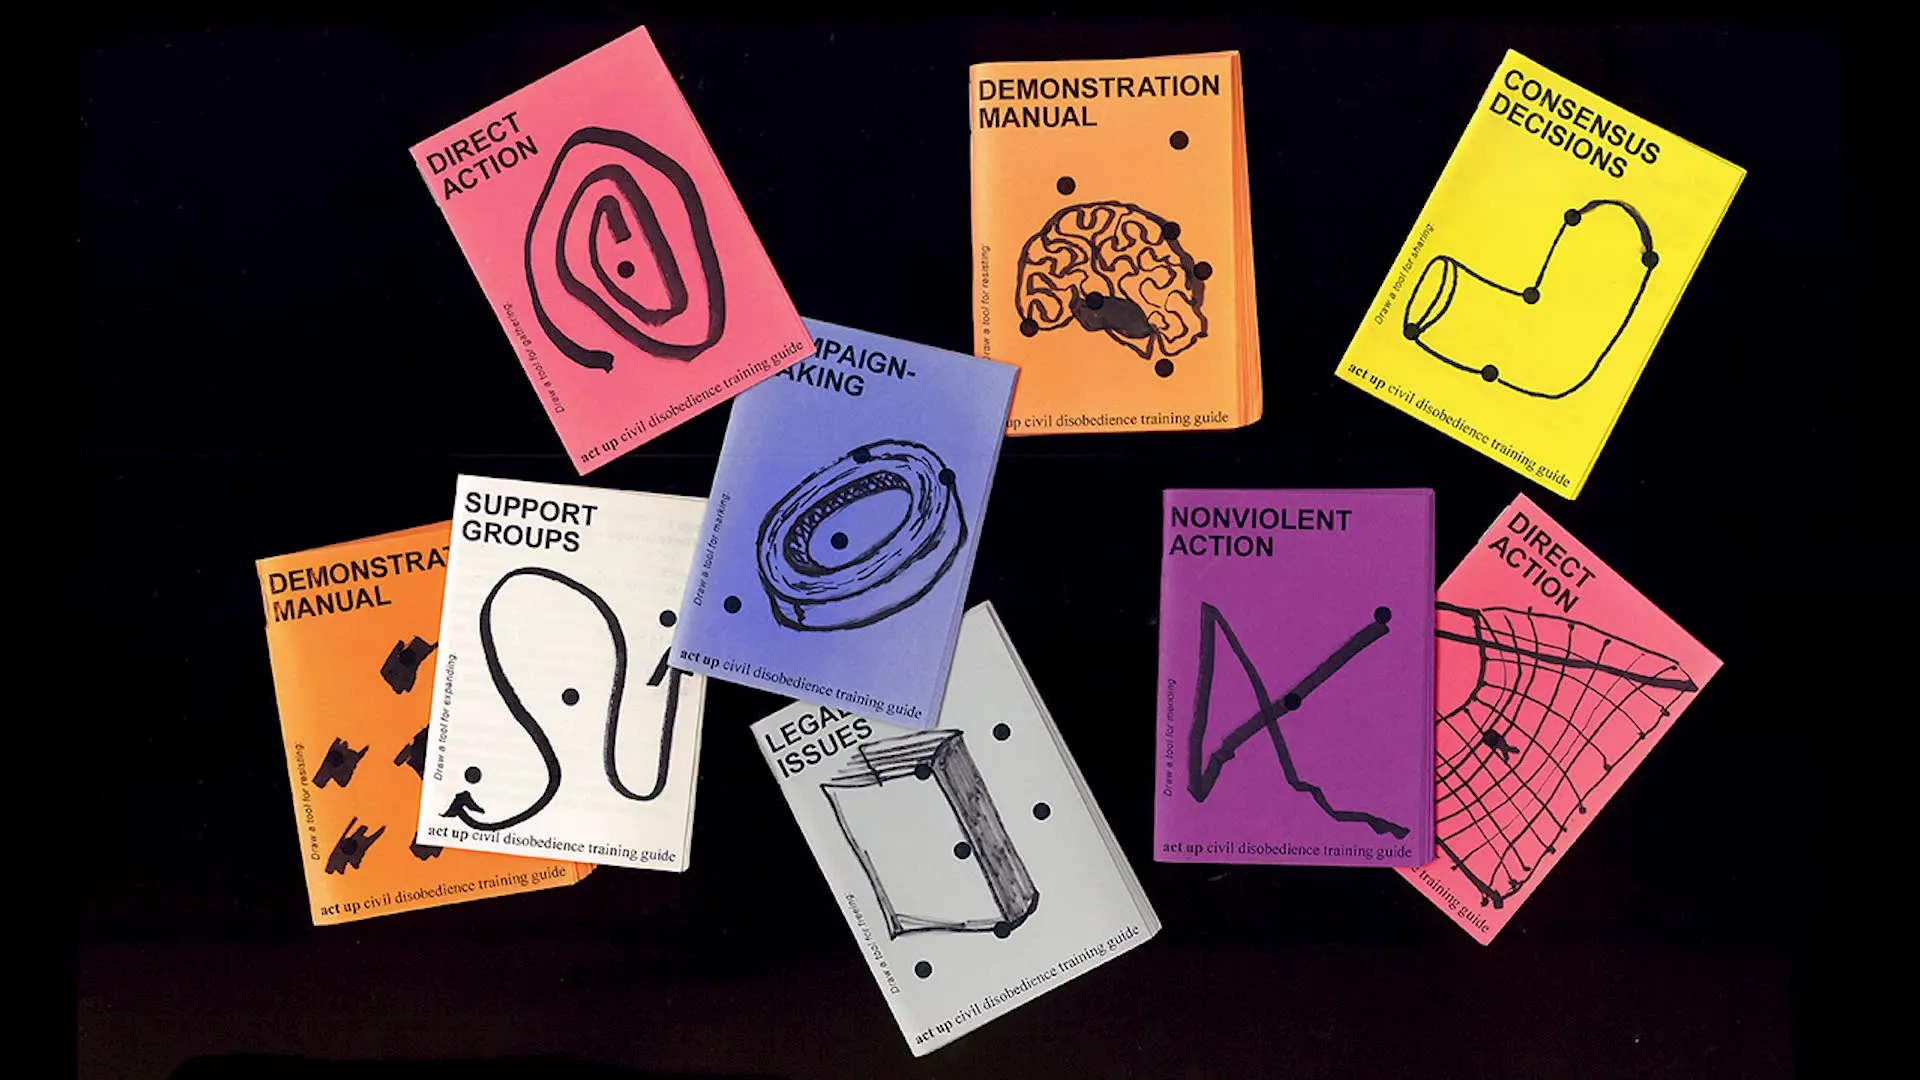 DIRECT
ACTION
Draw a tool for gathering:
act up civil disobedience training guide
DEMONSTRATION
MANUAL
Draw a tool for resisting:
up civil disobedience training guide
CONSENSUS
DECISIONS
Draw a tool for sharing:
act up civil disobedience training guide
MPAIGN-
AKING
Draw a tool for marking:
act up civil disobedience training guide
SUPPORT
GROUPS
Draw a tool for expanding:
act up civil disobedience training guide
DEMONSTRAT
MANUAL
Draw a tool for resisting:
act up civil disobedience training guide
LEGAL
ISSUES
Draw a tool for freeing:
act up civil disobedience training guide
NONVIOLENT
ACTION
Draw a tool for mending
act up civil disobedience training guide
DIRECT
ACTION
training guide